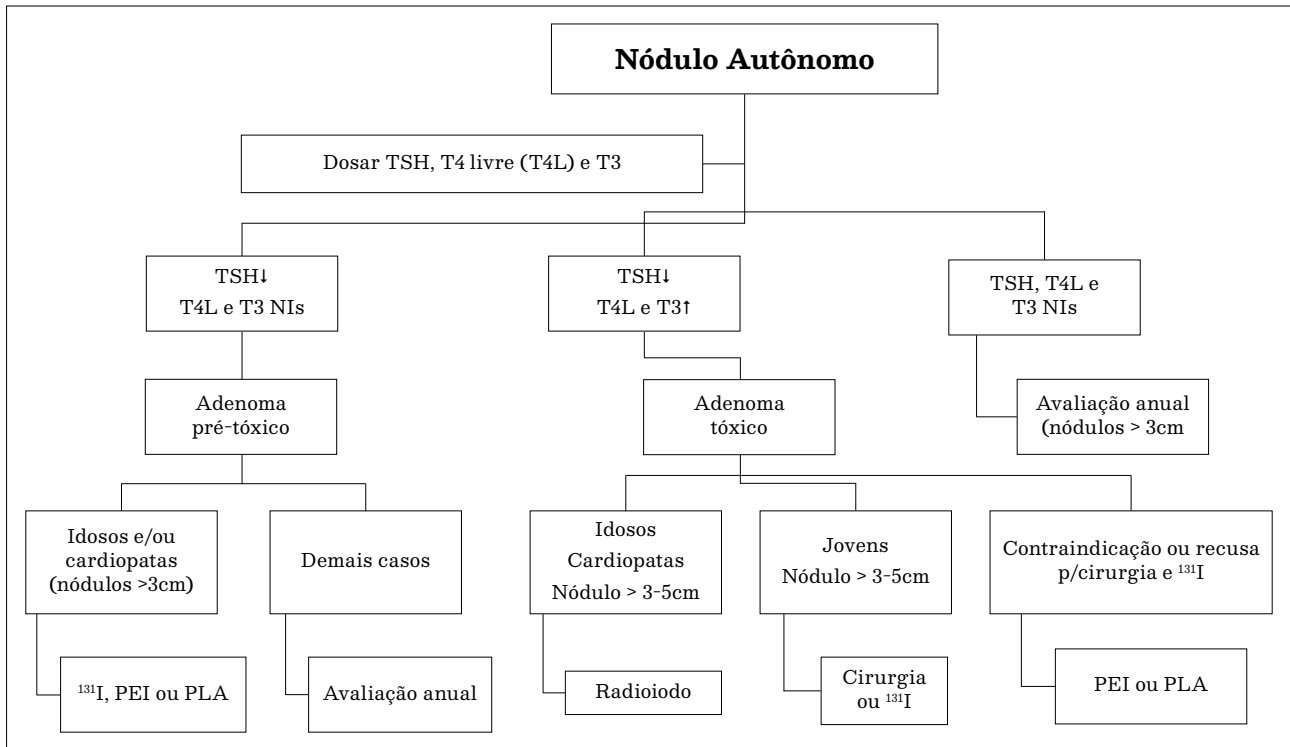 Nódulo Autônomo
Dosar TSH, T4 livre (T4L) e T3
TSH↓
T4L e T3 NIs
TSH↓
T4L e T3↑
TSH, T4L e
T3 NIs
Adenoma
pré-tóxico
Adenoma
tóxico
Avaliação anual
(nódulos > 3cm
Idosos e/ou
cardiopatas
(nódulos >3cm)
Demais casos
Idosos
Cardiopatas
Nódulo > 3-5cm
Jovens
Nódulo > 3-5cm
Contraindicação ou recusa
p/cirurgia e ¹³¹I
¹³¹I, PEI ou PLA
Avaliação anual
Radioiodo
Cirurgia
ou ¹³¹I
PEI ou PLA